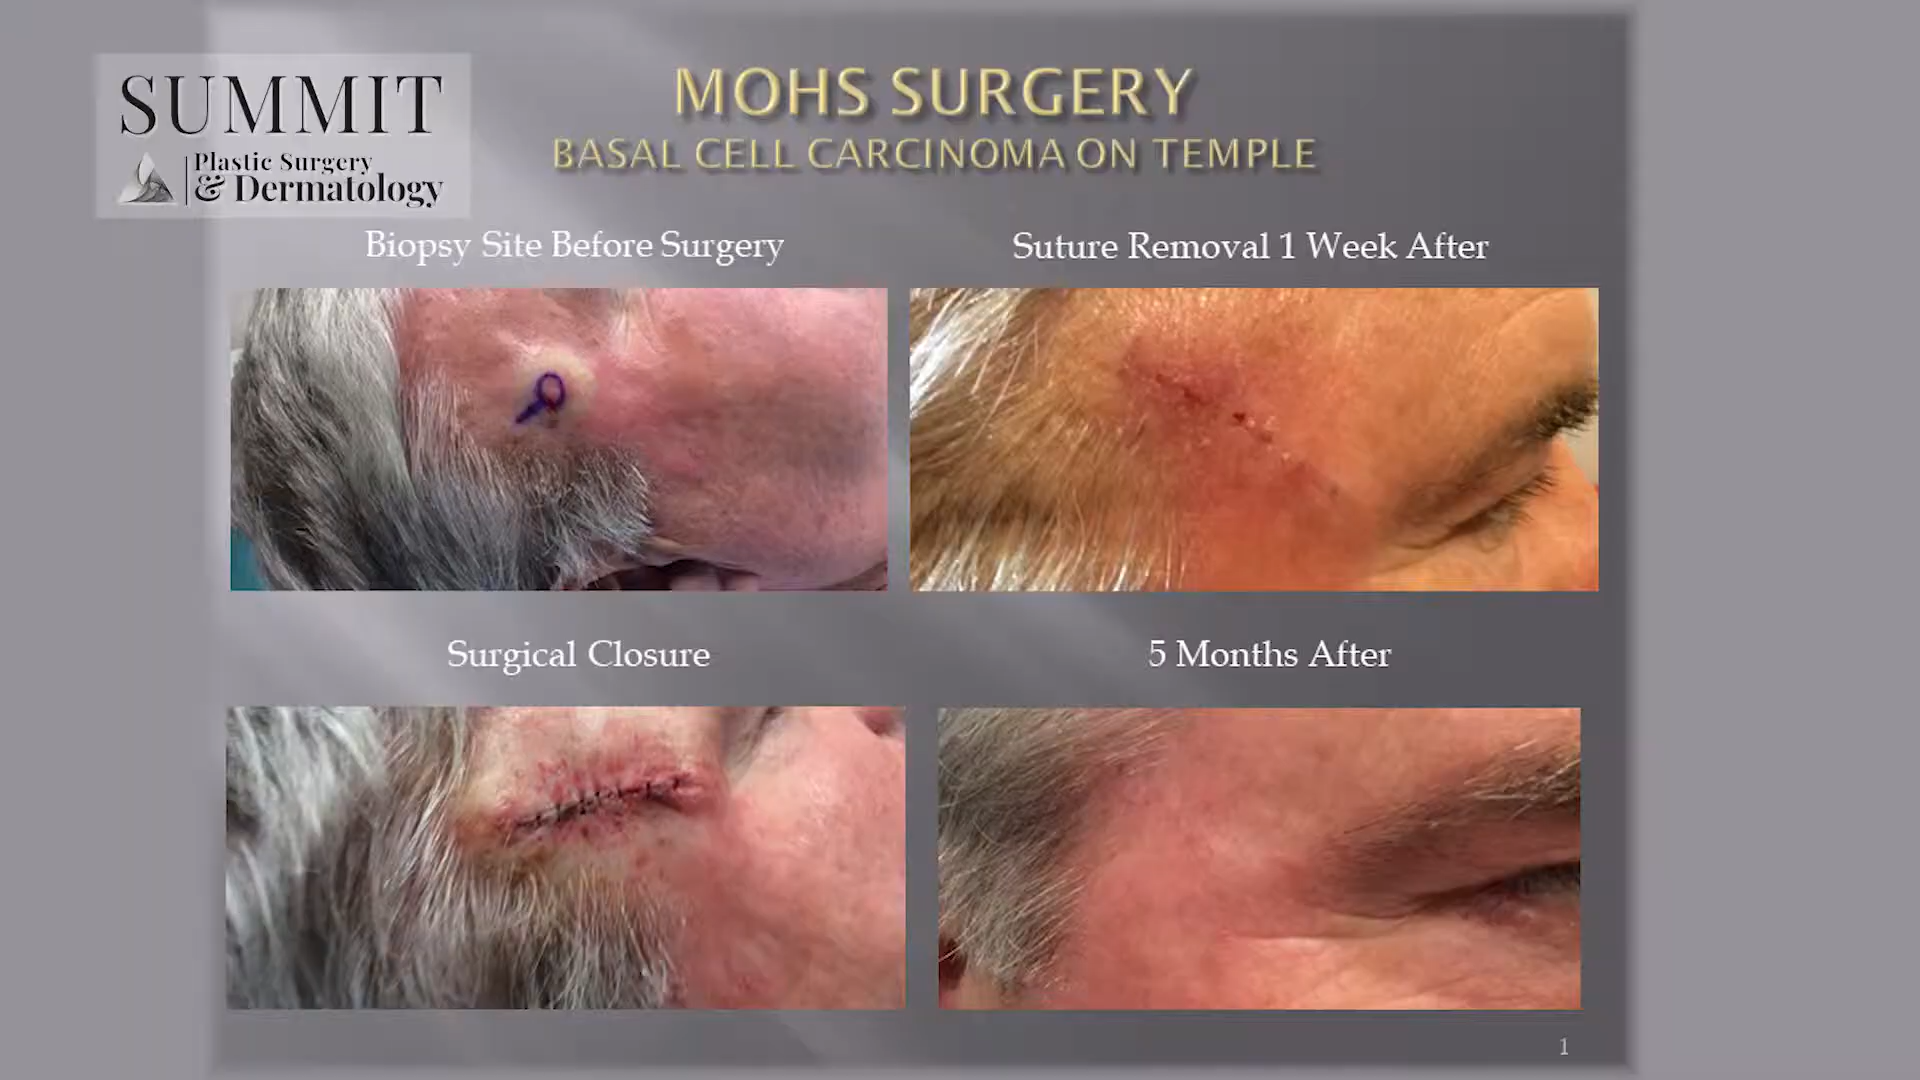 SUMMIT
Plastic Surgery
& Dermatology
MOHS SURGERY
BASAL CELL CARCINOMA ON TEMPLE
Biopsy Site Before Surgery
Suture Removal 1 Week After
Surgical Closure
5 Months After
1